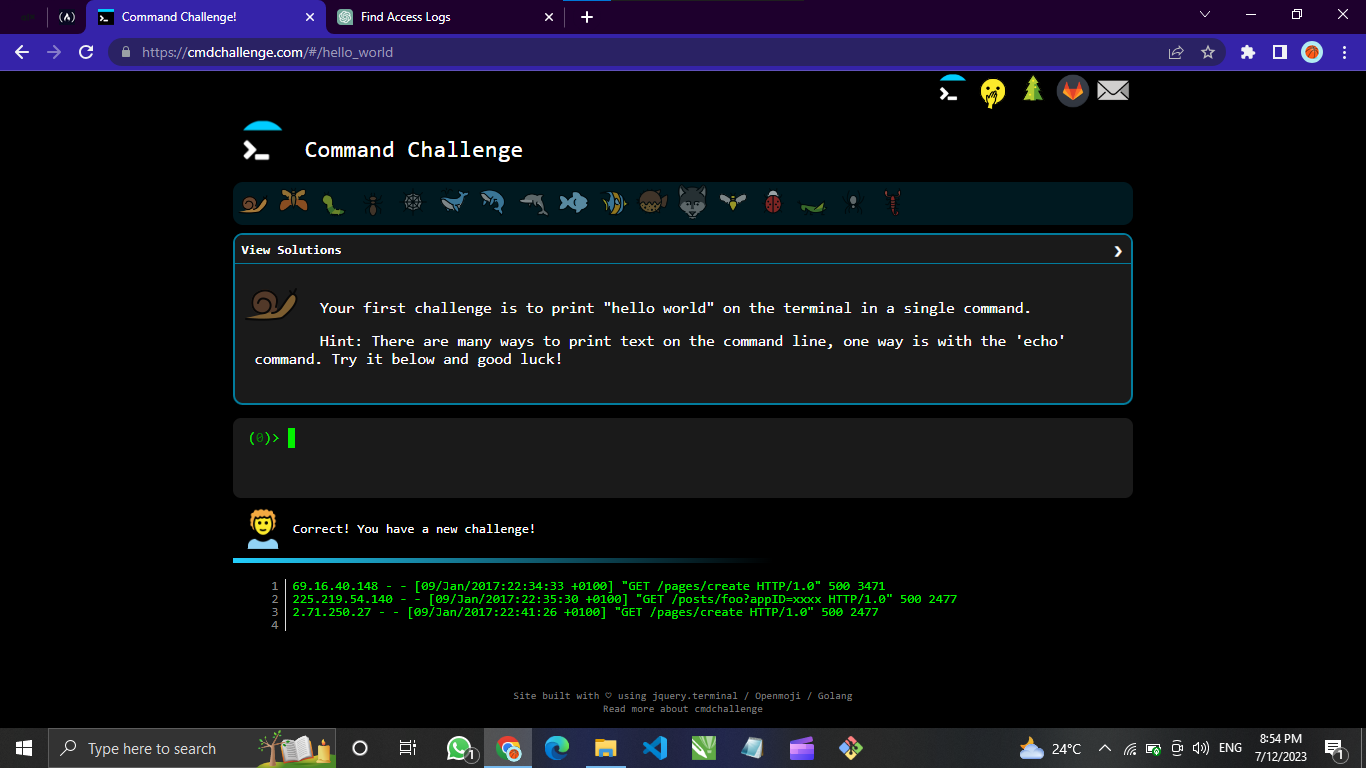 Command Challenge!
Find Access Logs
https://cmdchallenge.com/#/hello_world
Command Challenge
View Solutions
Your first challenge is to print "hello world" on the terminal in a single command.
Hint: There are many ways to print text on the command line, one way is with the 'echo'
command. Try it below and good luck!
(0)>
Correct! You have a new challenge!
1 69.16.40.148 - - [09/Jan/2017:22:34:33 +0100] "GET /pages/create HTTP/1.0" 500 3471
2 225.219.54.140 - - [09/Jan/2017:22:35:30 +0100] "GET /posts/foo?appID=xxxx HTTP/1.0" 500 2477
3 2.71.250.27 - - [09/Jan/2017:22:41:26 +0100] "GET /pages/create HTTP/1.0" 500 2477
4
Site built with ♡ using jquery.terminal / Openmoji / Golang
Read more about cmdchallenge
Type here to search
1
24°C
ENG
8:54 PM
7/12/2023
1